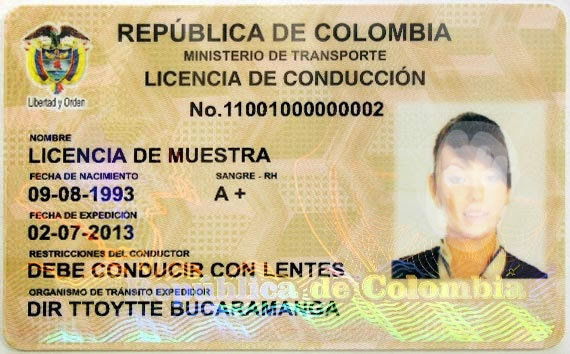 REPÚBLICA DE COLOMBIA
MINISTERIO DE TRANSPORTE
LICENCIA DE CONDUCCIÓN
Libertad y Orden
No.11001000000002
NOMBRE
LICENCIA DE MUESTRA
FECHA DE NACIMIENTO SANGRE - RH
09-08-1993 A +
FECHA DE EXPEDICION
02-07-2013
RESTRICCIONES DEL CONDUCTOR
DEBE CONDUCIR CON LENTES
República de Colombia
ORGANISMO DE TRÁNSITO EXPEDIDOR
DIR TTOYTTE BUCARAMANGA